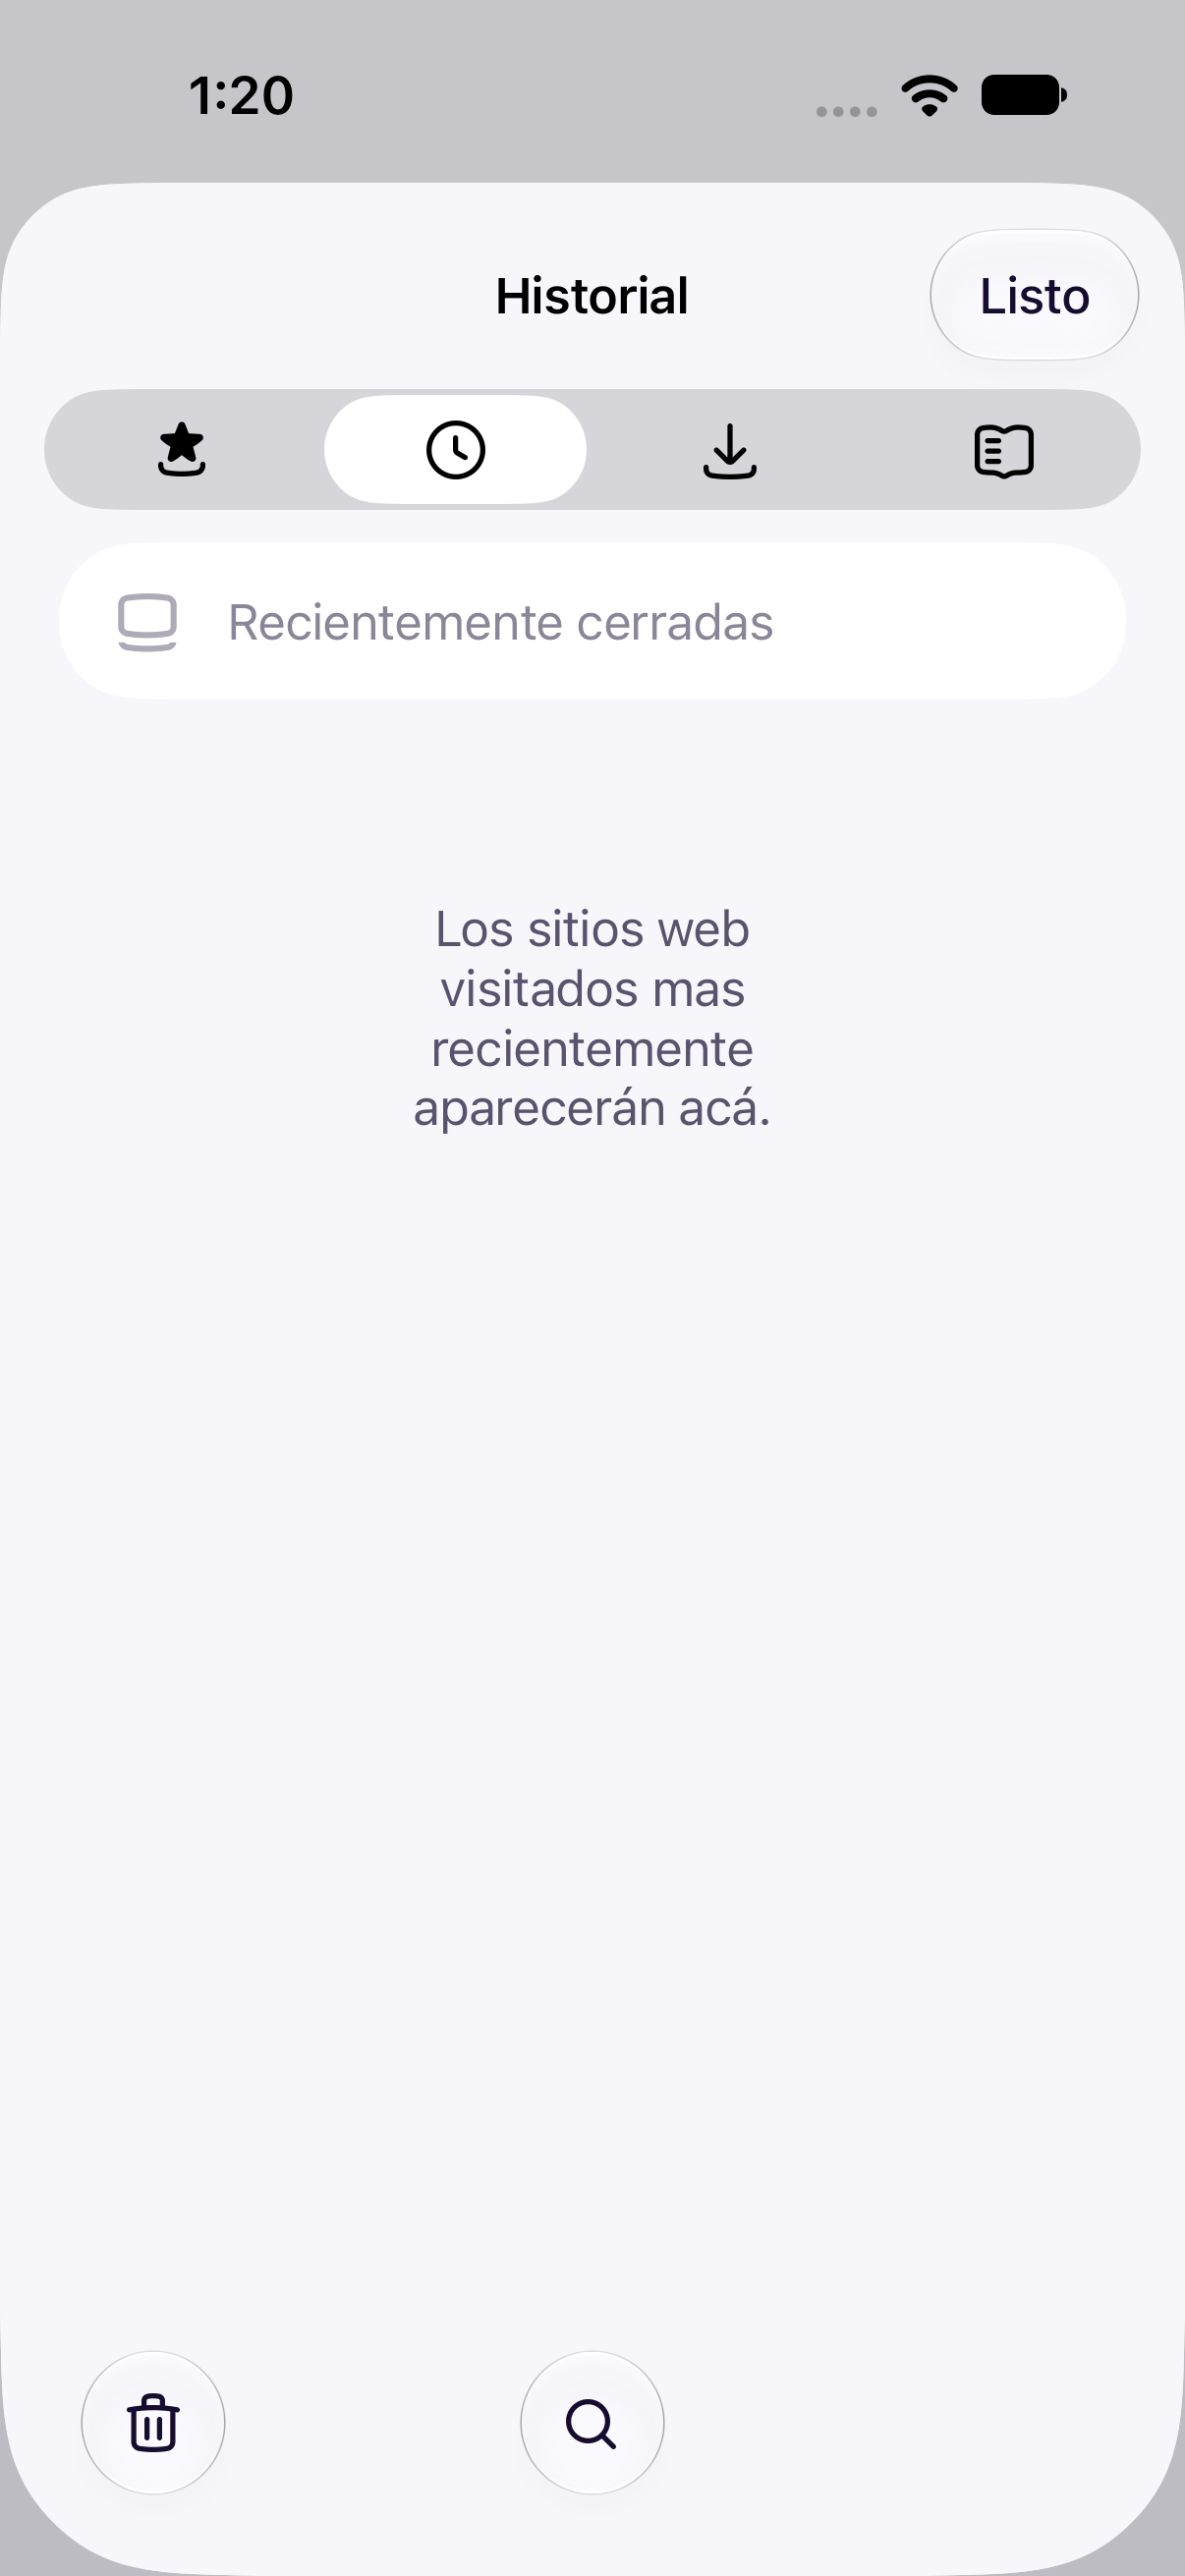 1:20
Historial
Listo
Recientemente cerradas
Los sitios web
visitados mas
recientemente
aparecerán acá.